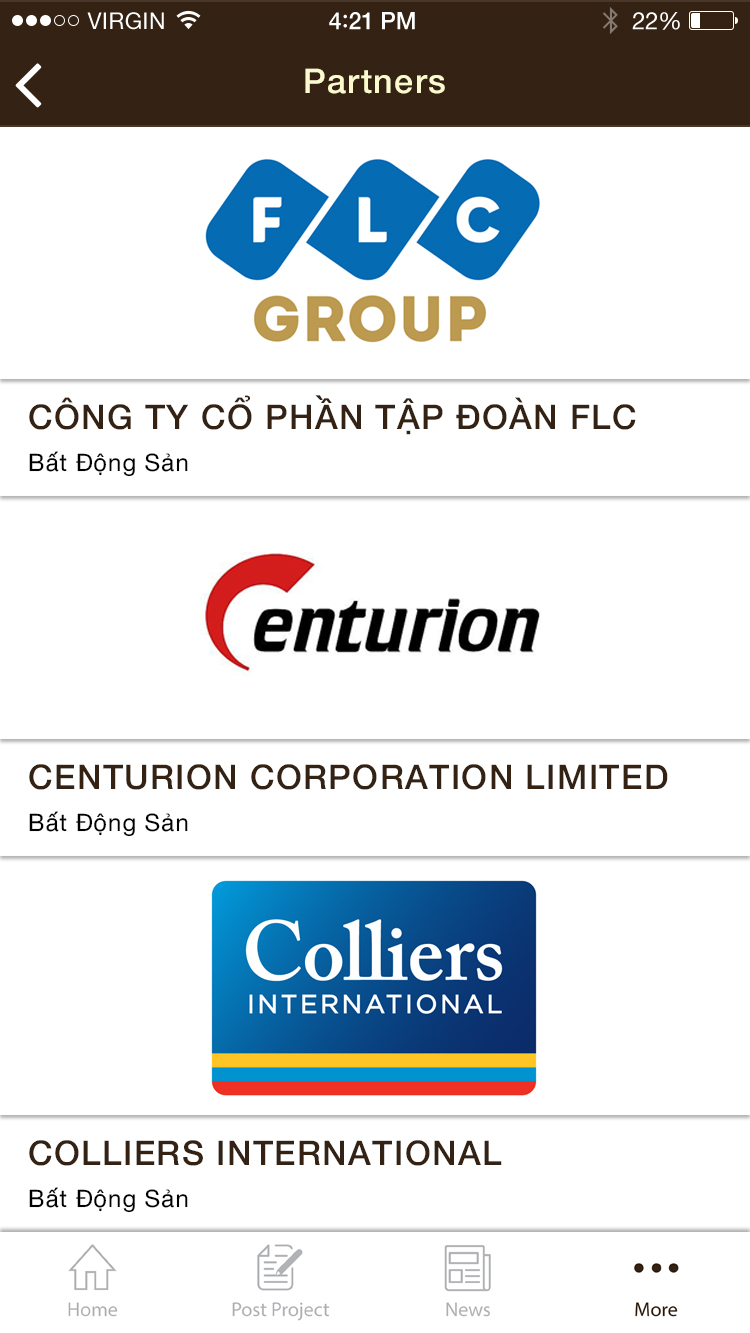 VIRGIN 4:21 PM 22%
Partners
FLC
GROUP
CÔNG TY CỔ PHẦN TẬP ĐOÀN FLC
Bất Động Sản
Centurion
CENTURION CORPORATION LIMITED
Bất Động Sản
Colliers
INTERNATIONAL
COLLIERS INTERNATIONAL
Bất Động Sản
Home Post Project News More